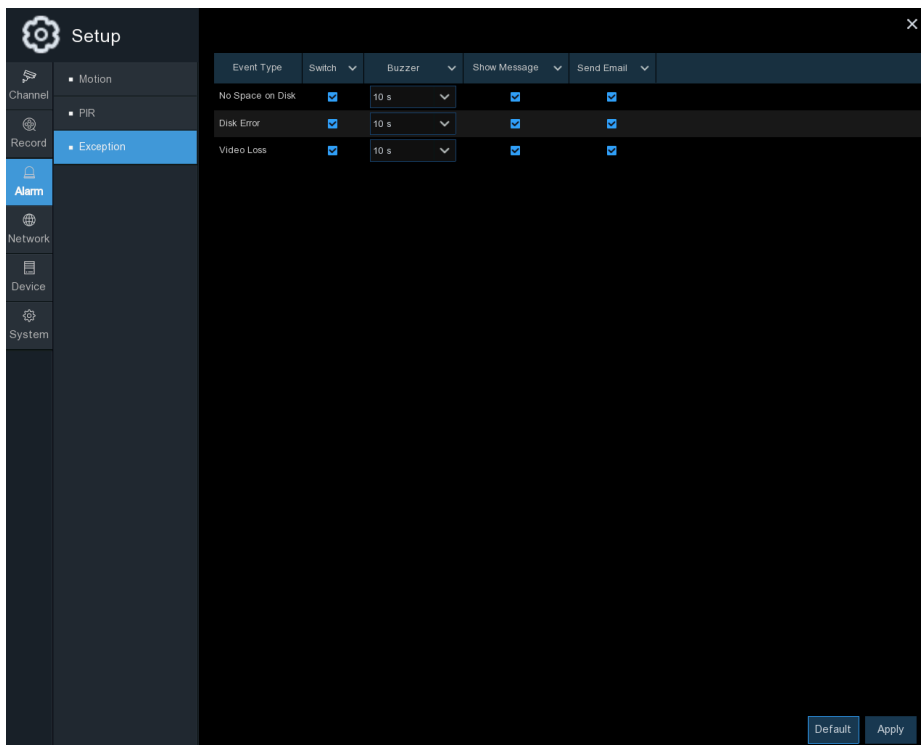 Setup
Channel
Record
Alarm
Network
Device
System
Motion
PIR
Exception
Event Type Switch Buzzer Show Message Send Email
No Space on Disk 10 s
Disk Error 10 s
Video Loss 10 s
Default Apply